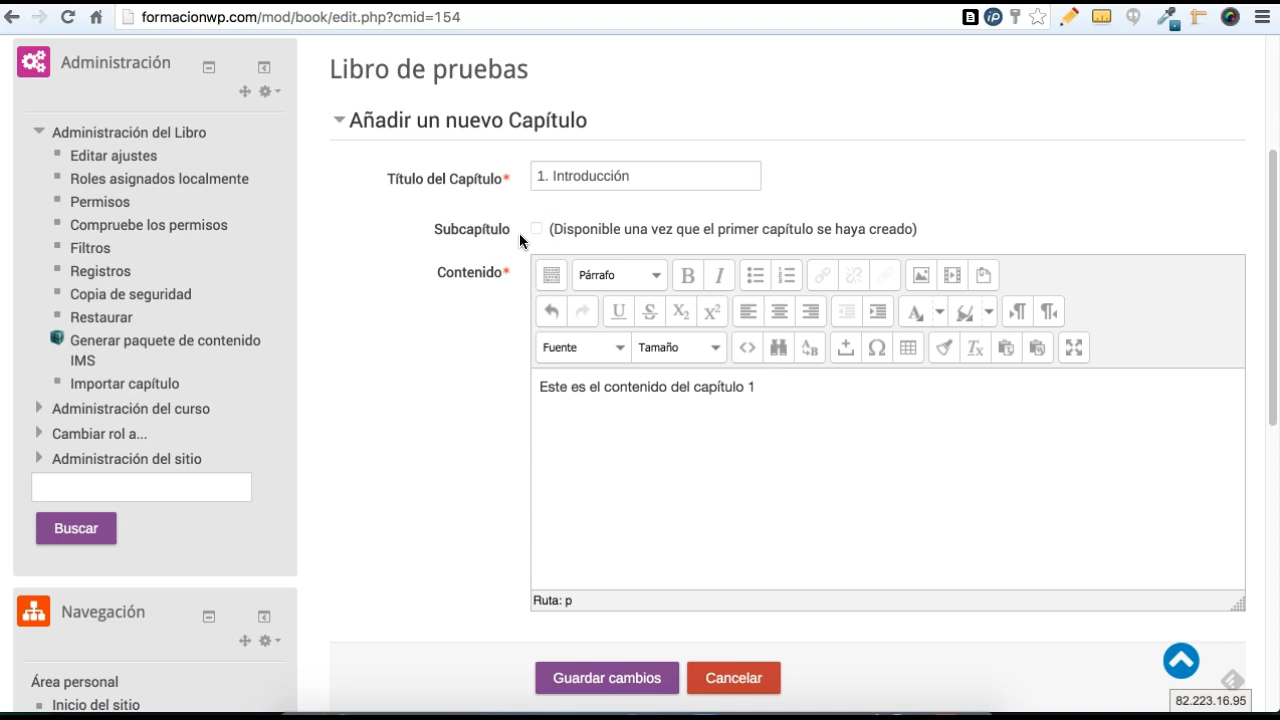 formacionwp.com/mod/book/edit.php?cmid=154
Administración
Administración del Libro
Editar ajustes
Roles asignados localmente
Permisos
Compruebe los permisos
Filtros
Registros
Copia de seguridad
Restaurar
Generar paquete de contenido
IMS
Importar capítulo
Administración del curso
Cambiar rol a...
Administración del sitio
Buscar
Navegación
Área personal
Inicio del sitio
Libro de pruebas
Añadir un nuevo Capítulo
Título del Capítulo*
1. Introducción
Subcapítulo
(Disponible una vez que el primer capítulo se haya creado)
Contenido*
Párrafo
B I
U S X₂ X²
Fuente
Tamaño
Este es el contenido del capítulo 1
Ruta: p
Guardar cambios
Cancelar
82.223.16.95